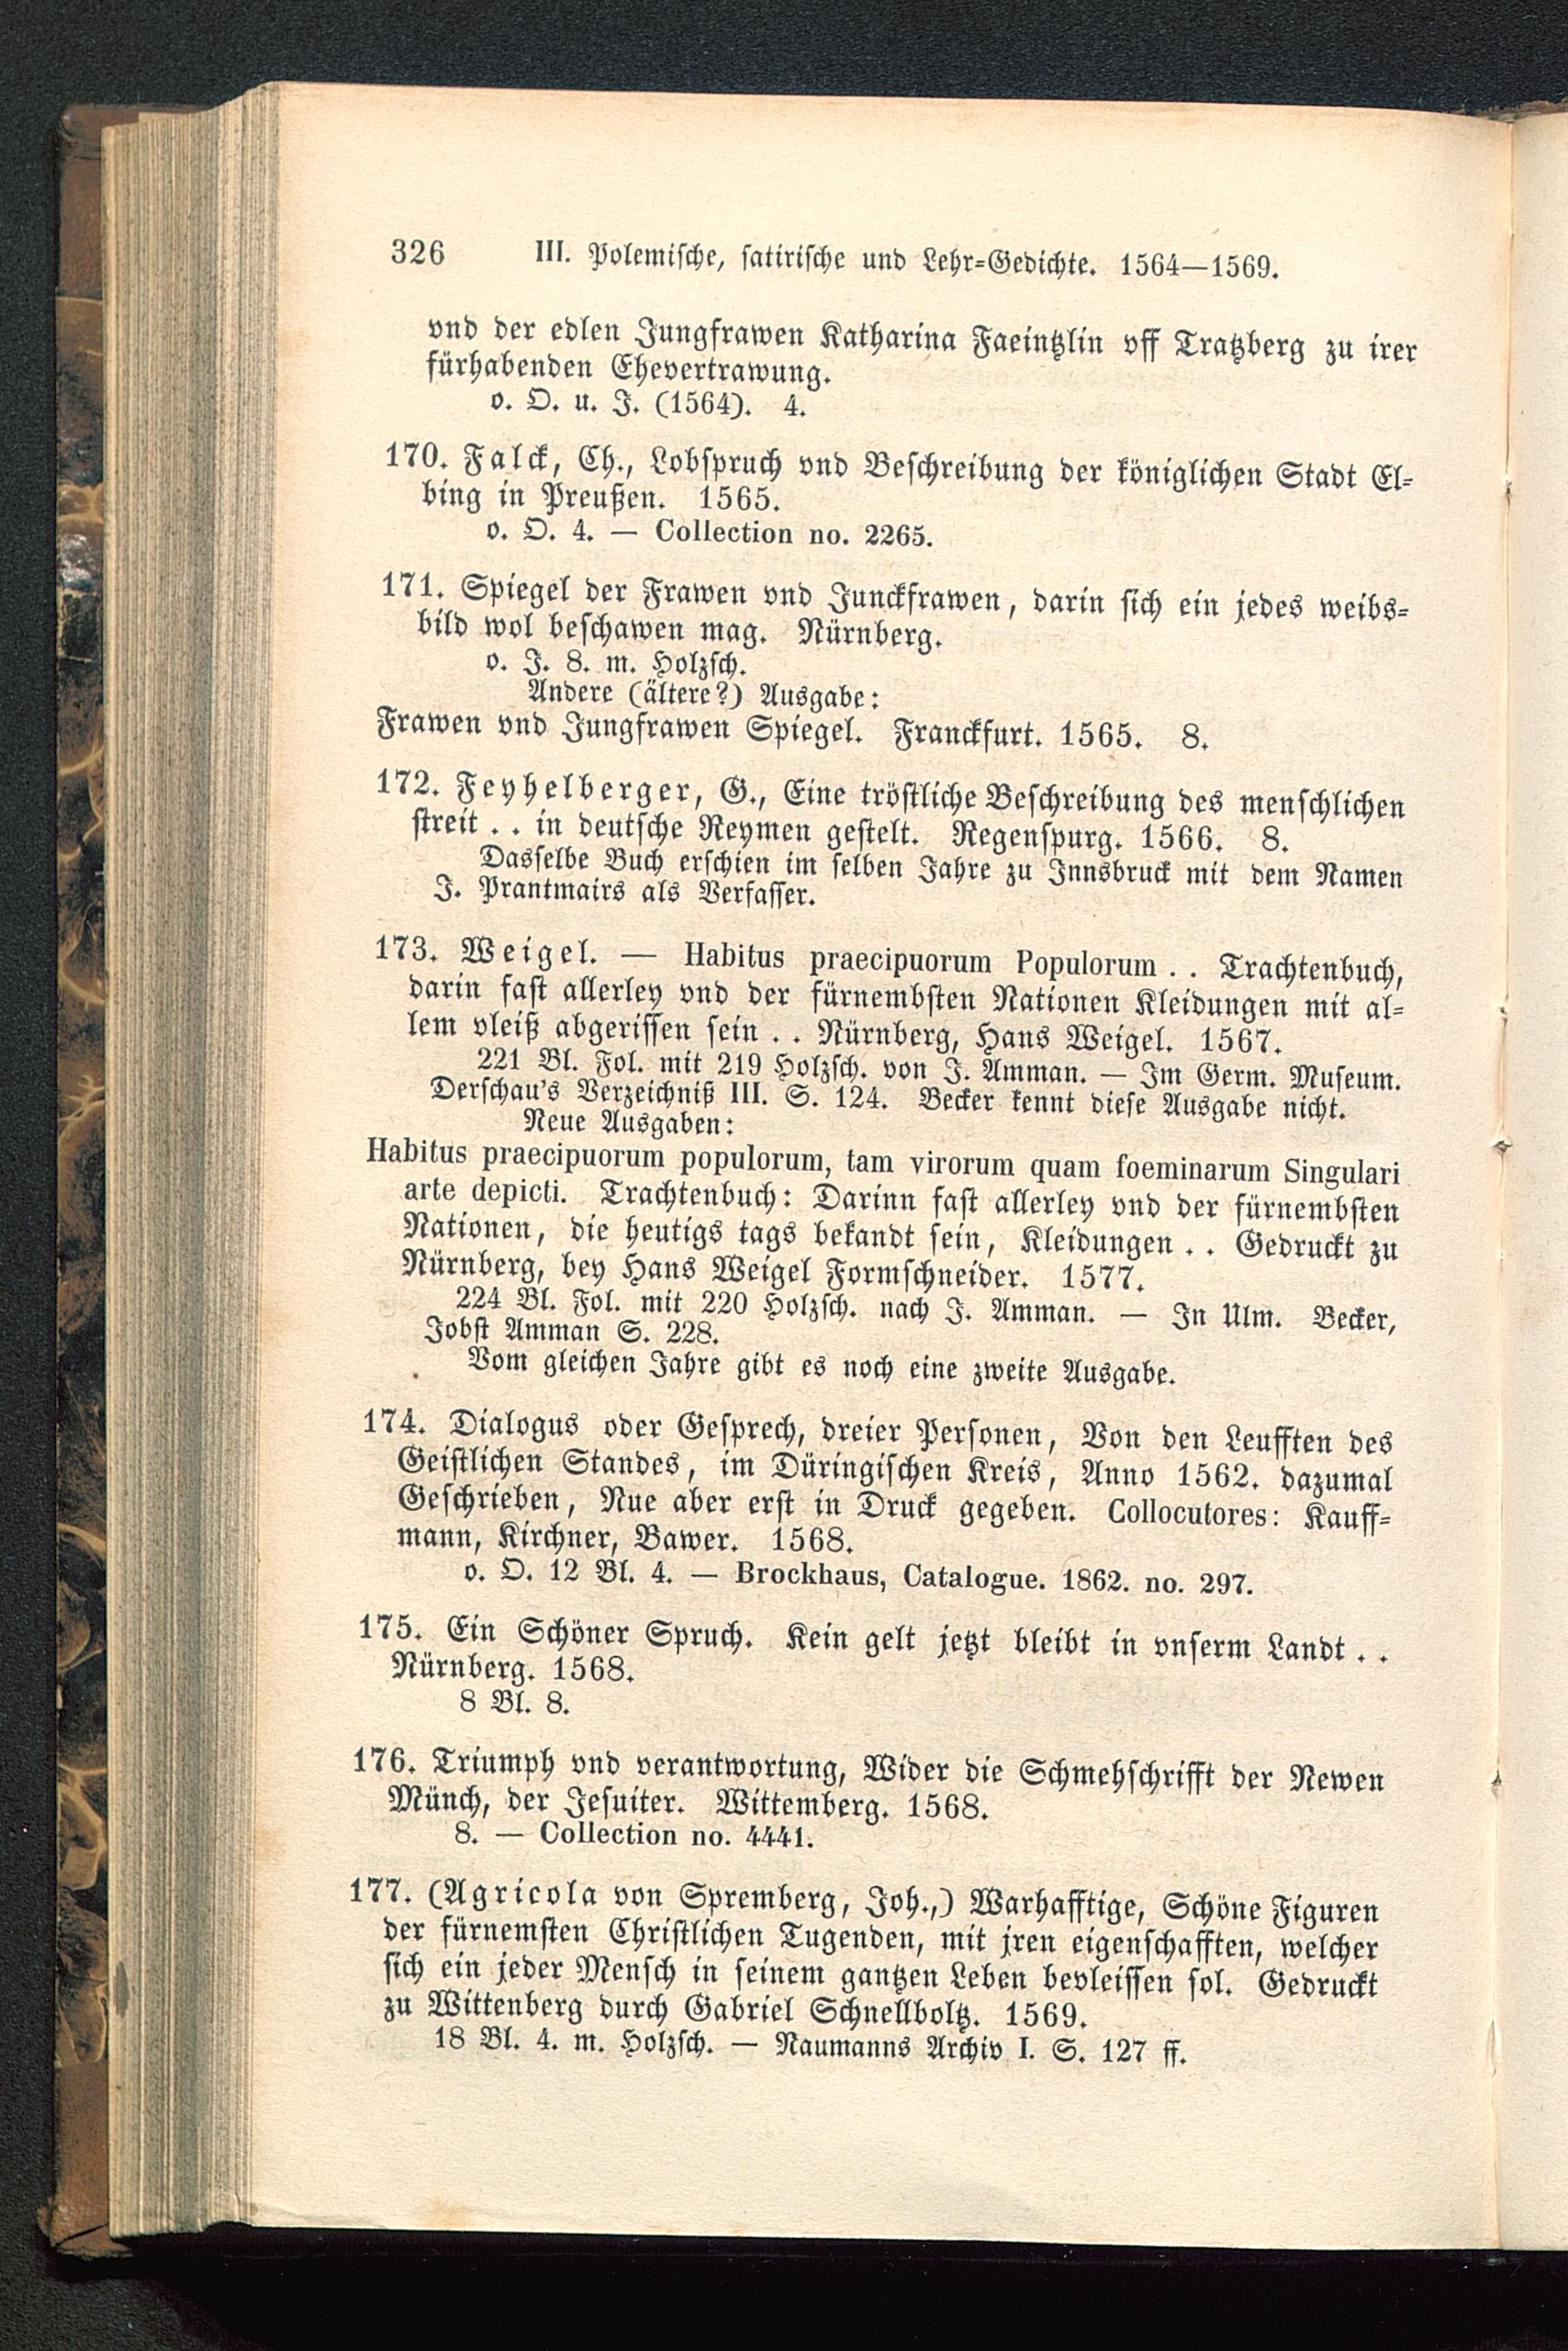 326 III. Polemische, satirische und Lehr-Gedichte. 1564—1569.
vnd der edlen Jungfrawen Katharina Faeintzlin vff Tratzberg zu irer
fürhabenden Ehevertrawung.
o. O. u. J. (1564). 4.
170. Falck, Ch., Lobspruch vnd Beschreibung der königlichen Stadt El-
bing in Preußen. 1565.
o. O. 4. — Collection no. 2265.
171. Spiegel der Frawen vnd Junckfrawen, darin sich ein jedes weibs-
bild wol beschawen mag. Nürnberg.
o. J. 8. m. Holzsch.
Andere (ältere?) Ausgabe:
Frawen vnd Jungfrawen Spiegel. Franckfurt. 1565. 8.
172. Feyhelberger, G., Eine tröstliche Beschreibung des menschlichen
streit . . in deutsche Reymen gestelt. Regenspurg. 1566. 8.
Dasselbe Buch erschien im selben Jahre zu Innsbruck mit dem Namen
J. Prantmairs als Verfasser.
173. Weigel. — Habitus praecipuorum Populorum . . Trachtenbuch,
darin fast allerley vnd der fürnembsten Nationen Kleidungen mit al-
lem vleiß abgerissen sein . . Nürnberg, Hans Weigel. 1567.
221 Bl. Fol. mit 219 Holzsch. von J. Amman. — Im Germ. Museum.
Derschau's Verzeichniß III. S. 124. Becker kennt diese Ausgabe nicht.
Neue Ausgaben:
Habitus praecipuorum populorum, tam virorum quam foeminarum Singulari
arte depicti. Trachtenbuch: Darinn fast allerley vnd der fürnembsten
Nationen, die heutigs tags bekandt sein, Kleidungen . . Gedruckt zu
Nürnberg, bey Hans Weigel Formschneider. 1577.
224 Bl. Fol. mit 220 Holzsch. nach J. Amman. — In Ulm. Becker,
Jobst Amman S. 228.
Vom gleichen Jahre gibt es noch eine zweite Ausgabe.
174. Dialogus oder Gesprech, dreier Personen, Von den Leufften des
Geistlichen Standes, im Düringischen Kreis, Anno 1562. dazumal
Geschrieben, Nue aber erst in Druck gegeben. Collocutores: Kauff-
mann, Kirchner, Bawer. 1568.
o. O. 12 Bl. 4. — Brockhaus, Catalogue. 1862. no. 297.
175. Ein Schöner Spruch. Kein gelt jetzt bleibt in vnserm Landt . .
Nürnberg. 1568.
8 Bl. 8.
176. Triumph vnd verantwortung, Wider die Schmehschrifft der Newen
Münch, der Jesuiter. Wittemberg. 1568.
8. — Collection no. 4441.
177. (Agricola von Spremberg, Joh.,) Warhafftige, Schöne Figuren
der fürnemsten Christlichen Tugenden, mit jren eigenschafften, welcher
sich ein jeder Mensch in seinem gantzen Leben bevleissen sol. Gedruckt
zu Wittenberg durch Gabriel Schnellboltz. 1569.
18 Bl. 4. m. Holzsch. — Naumanns Archiv I. S. 127 ff.